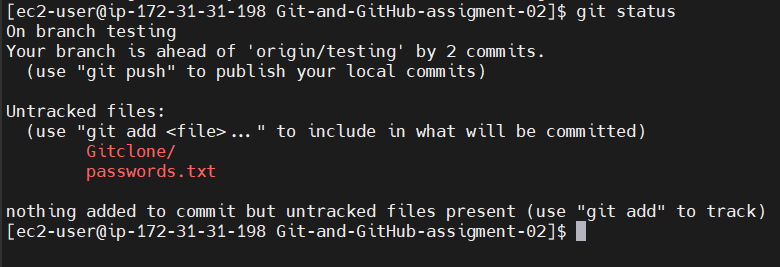 [ec2-user@ip-172-31-31-198 Git-and-GitHub-assigment-02]$ git status
On branch testing
Your branch is ahead of 'origin/testing' by 2 commits.
  (use "git push" to publish your local commits)

Untracked files:
  (use "git add <file>..." to include in what will be committed)
        Gitclone/
        passwords.txt

nothing added to commit but untracked files present (use "git add" to track)
[ec2-user@ip-172-31-31-198 Git-and-GitHub-assigment-02]$